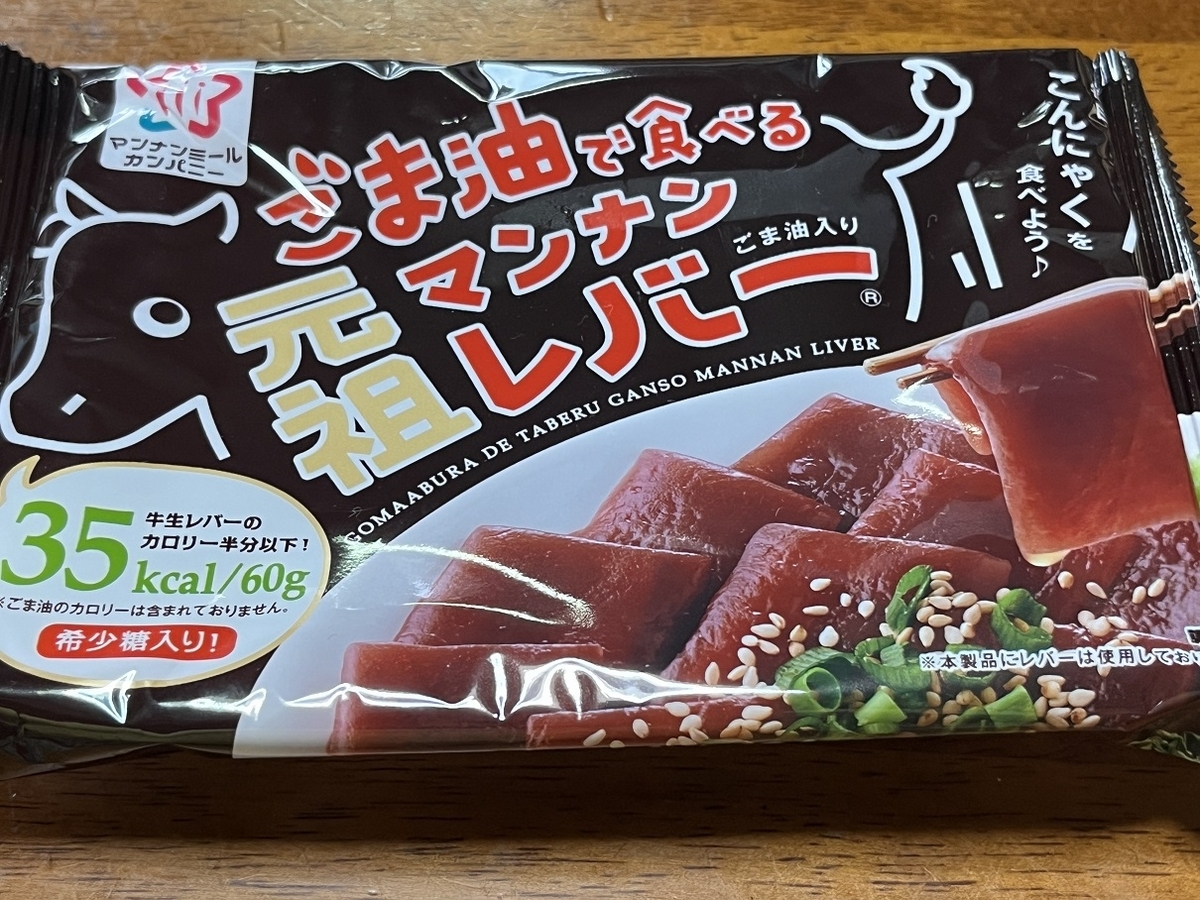 マンナンミール
カンパニー
ごま油で食べる
元祖
マンナン
レバー
ごま油入り
®
GOMAABURA DE TABERU GANSO MANNAN LIVER
こんにゃくを
食べよう♪
35kcal/60g
牛生レバーの
カロリー半分以下!
※ごま油のカロリーは含まれておりません。
希少糖入り!
※本製品にレバーは使用してお